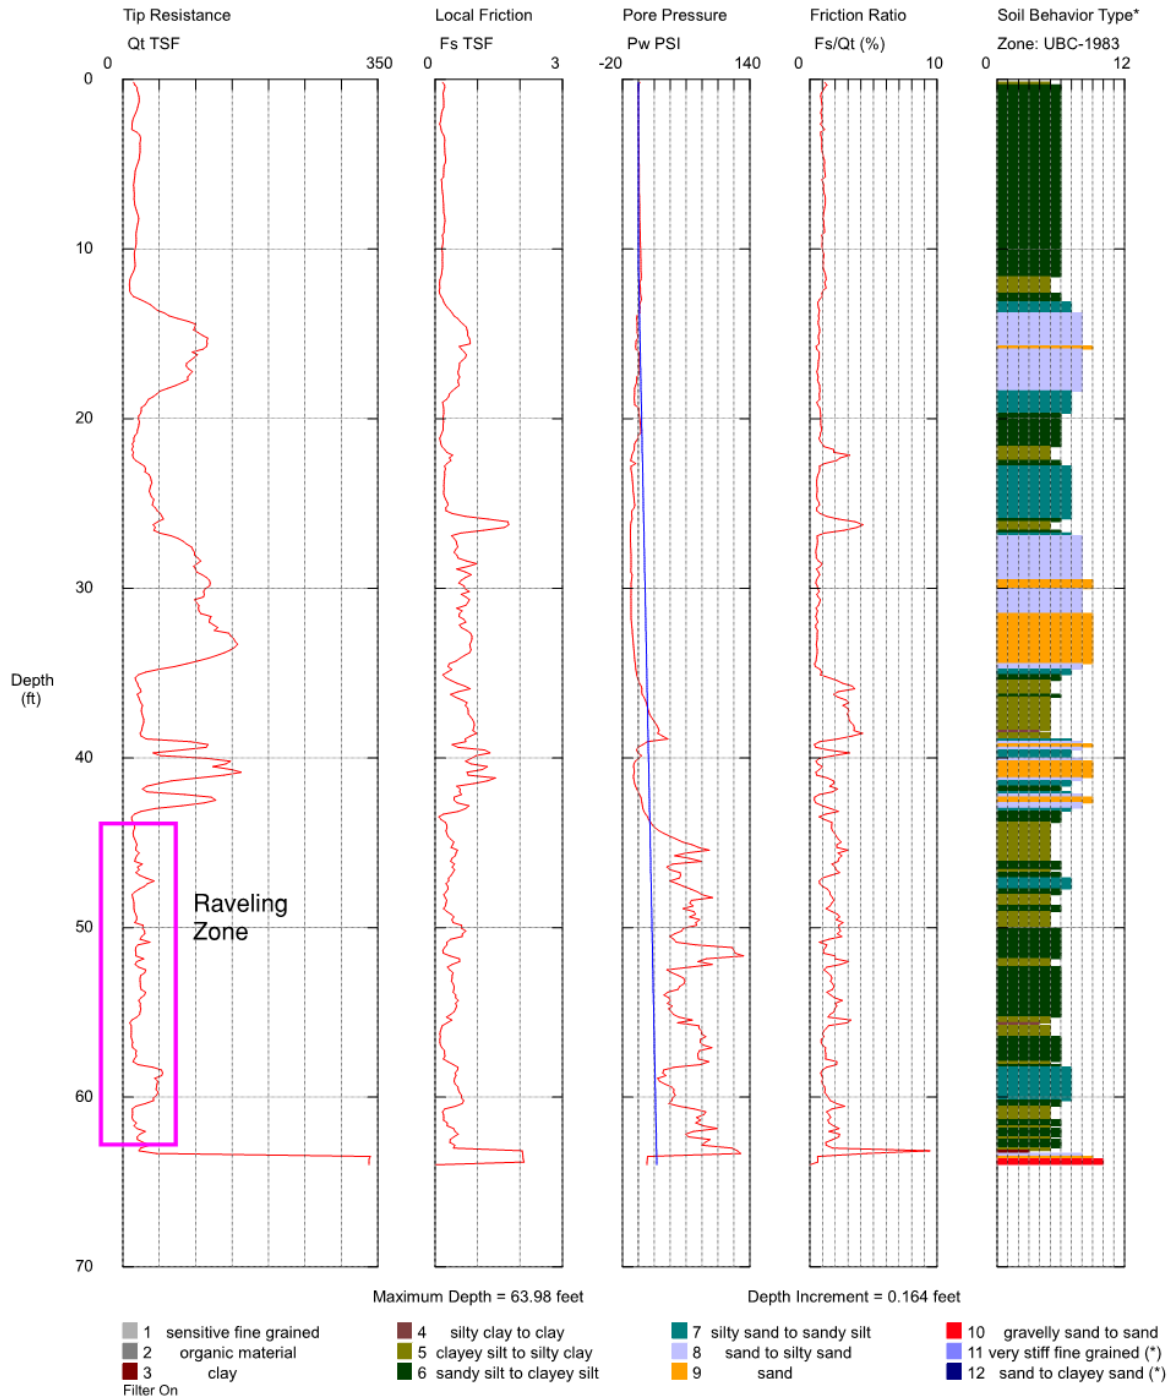 Tip Resistance Local Friction Pore Pressure Friction Ratio Soil Behavior Type*
Qt TSF Fs TSF Pw PSI Fs/Qt (%) Zone: UBC-1983
0 350 0 3 -20 140 0 10 0 12
0
10
20
30
Depth
(ft)
40
Raveling
Zone
50
60
70
Maximum Depth = 63.98 feet Depth Increment = 0.164 feet
1 sensitive fine grained 4 silty clay to clay 7 silty sand to sandy silt 10 gravelly sand to sand
2 organic material 5 clayey silt to silty clay 8 sand to silty sand 11 very stiff fine grained (*)
3 clay 6 sandy silt to clayey silt 9 sand 12 sand to clayey sand (*)
Filter On